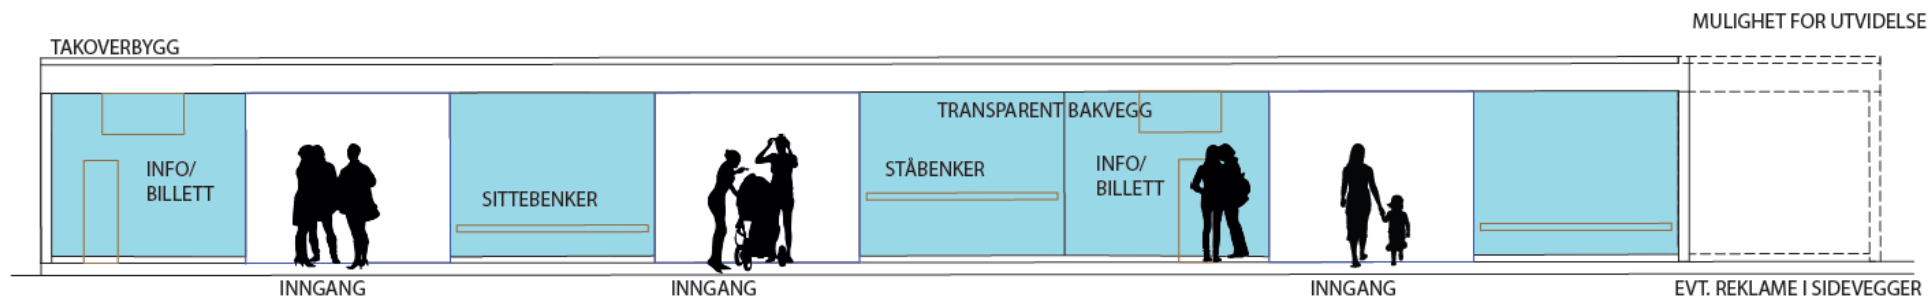 MULIGHET FOR UTVIDELSE
TAKOVERBYGG
TRANSPARENT BAKVEGG
INFO/
BILLETT
SITTEBENKER
STÅBENKER
INFO/
BILLETT
INNGANG
INNGANG
INNGANG
EVT. REKLAME I SIDEVEGGER